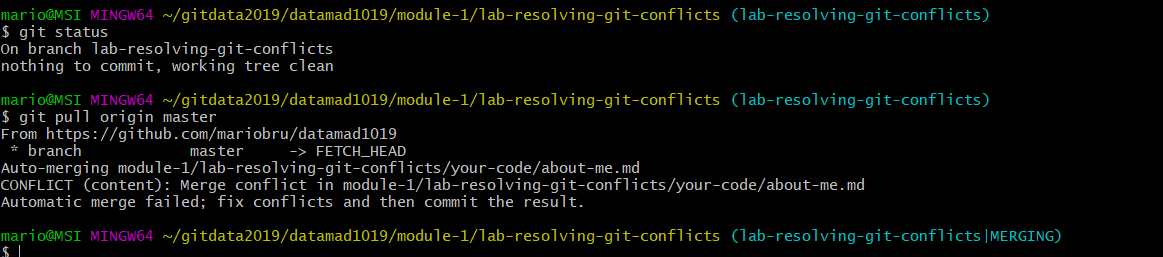 mario@MSI MINGW64 ~/gitdata2019/datamad1019/module-1/lab-resolving-git-conflicts (lab-resolving-git-conflicts)
$ git status
On branch lab-resolving-git-conflicts
nothing to commit, working tree clean
mario@MSI MINGW64 ~/gitdata2019/datamad1019/module-1/lab-resolving-git-conflicts (lab-resolving-git-conflicts)
$ git pull origin master
From https://github.com/mariobru/datamad1019
 * branch            master     -> FETCH_HEAD
Auto-merging module-1/lab-resolving-git-conflicts/your-code/about-me.md
CONFLICT (content): Merge conflict in module-1/lab-resolving-git-conflicts/your-code/about-me.md
Automatic merge failed; fix conflicts and then commit the result.
mario@MSI MINGW64 ~/gitdata2019/datamad1019/module-1/lab-resolving-git-conflicts (lab-resolving-git-conflicts|MERGING)
$